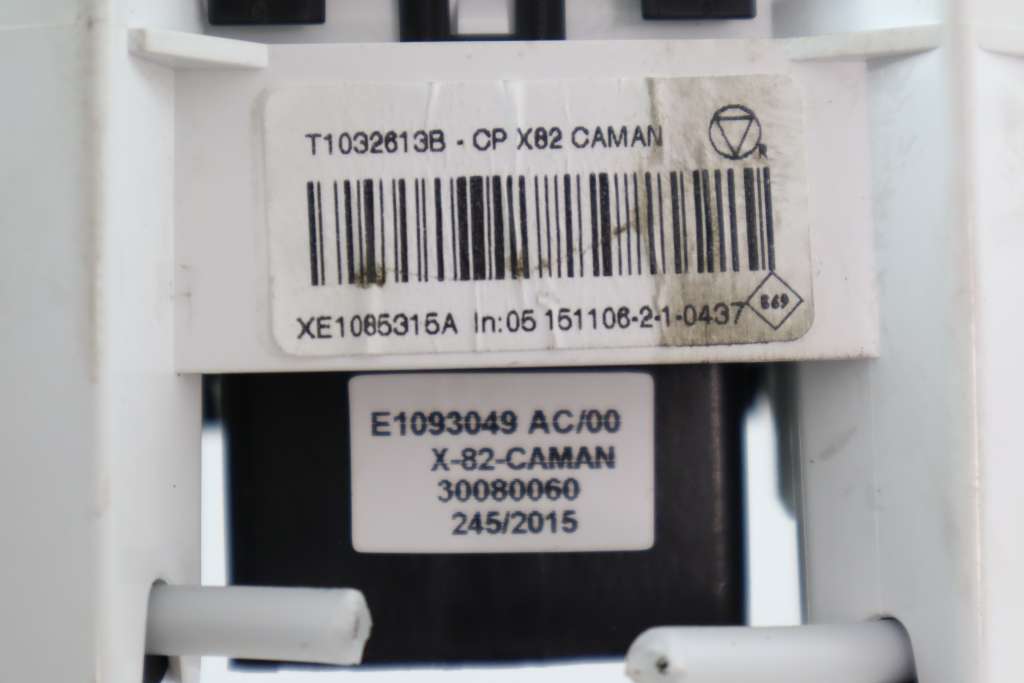 T1032613B - CP X82 CAMAN
R
XE1085315A In:05 151106-2-1-0437
869
E1093049 AC/00
X-82-CAMAN
30080060
245/2015